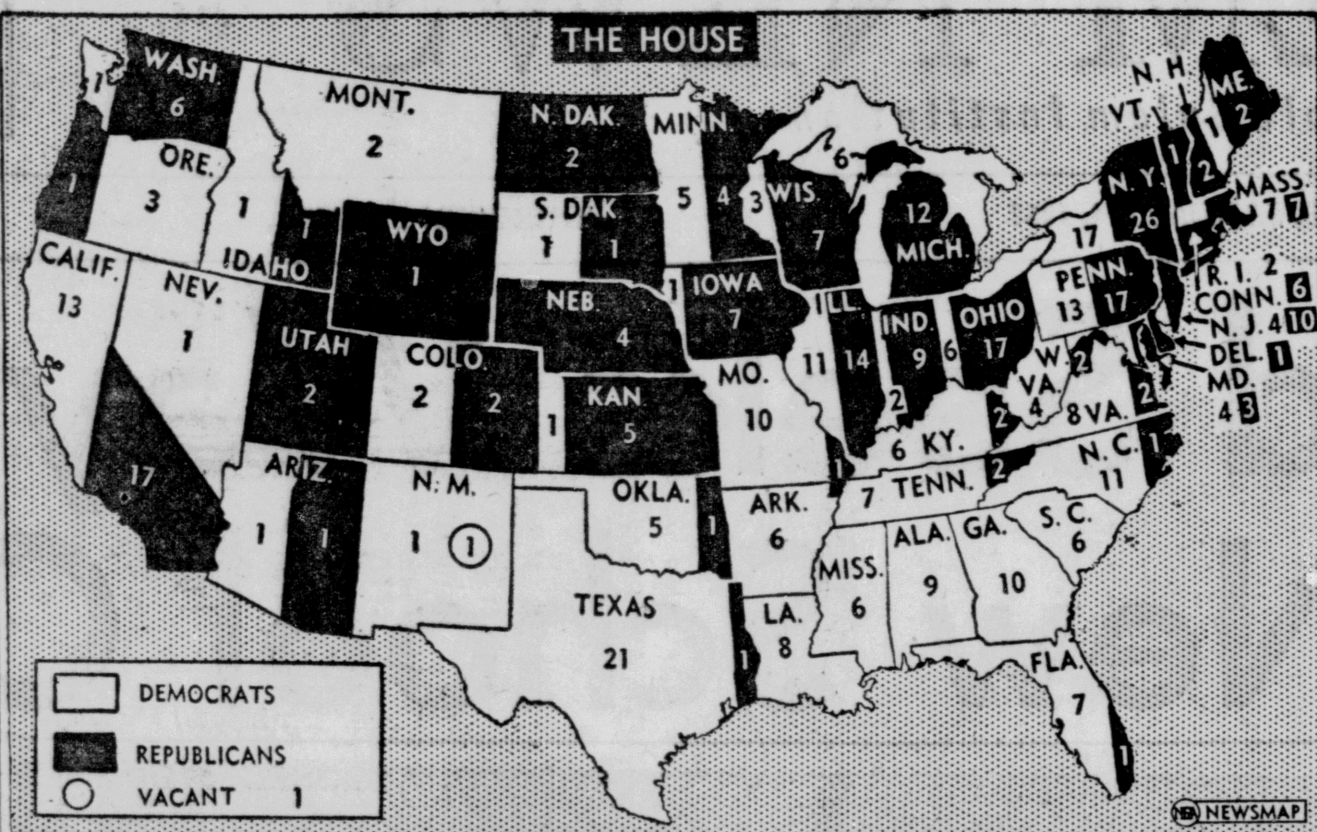 THE HOUSE
1 WASH 6
MONT. 2
N. DAK. 2
MINN. 5 4
6
3 WIS. 7
12 MICH.
N. H
VT.
1
2
1
ME. 2
ORE. 1 3
1 IDAHO 1
WYO 1
S. DAK 1 1
N. Y. 17 26
MASS. 7 7
CALIF. 13 17
NEV. 1
UTAH 2
COLO. 2 2
NEB 4
1 IOWA 7
ILL. 11 14
IND. 2 9
6 OHIO 17
PENN. 13 17
R. I. 2
CONN. 6
N. J. 4 10
DEL. 1
MD. 4 3
1 KAN 5
MO. 10 1
6 KY. 2
W. VA. 4 2
8 VA. 2
ARIZ. 1 1
N. M. 1 1
OKLA. 5 1
ARK. 6
7 TENN. 2
N. C. 11 1
TEXAS 21 1
LA. 8
MISS. 6
ALA. 9
GA. 10
S. C. 6
FLA. 7 1
DEMOCRATS
REPUBLICANS
VACANT 1
NEA NEWSMAP